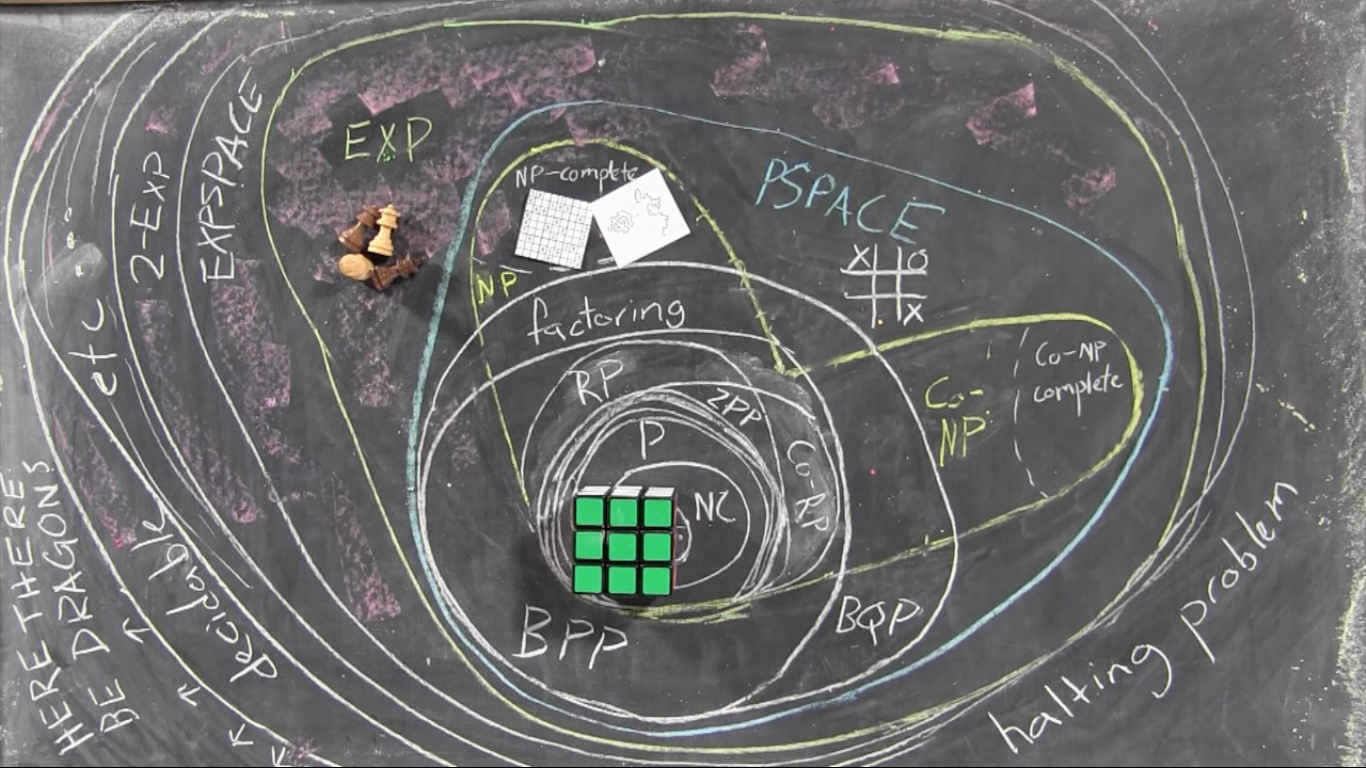 EXP
NP-complete
PSPACE
2-EXP
EXPSPACE
X O
X
NP
factoring
etc
RP
ZPP
Co-
NP
Co-NP
complete
P
Co-RP
NC
HERE THERE
BE DRAGONS
decidable
BPP
BQP
halting problem